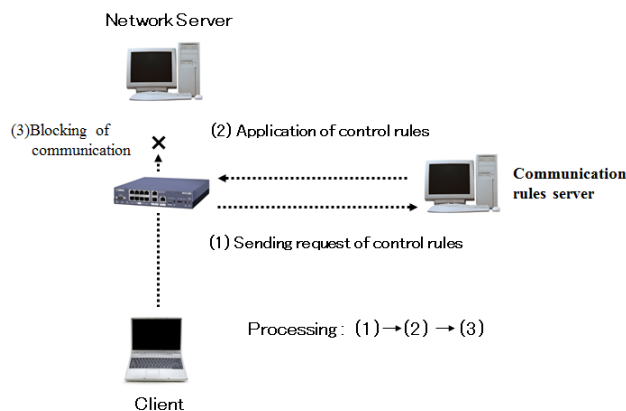 Network Server
(3)Blocking of
communication
×
(2) Application of control rules
Communication
rules server
(1) Sending request of control rules
Processing: (1)→(2)→(3)
Client